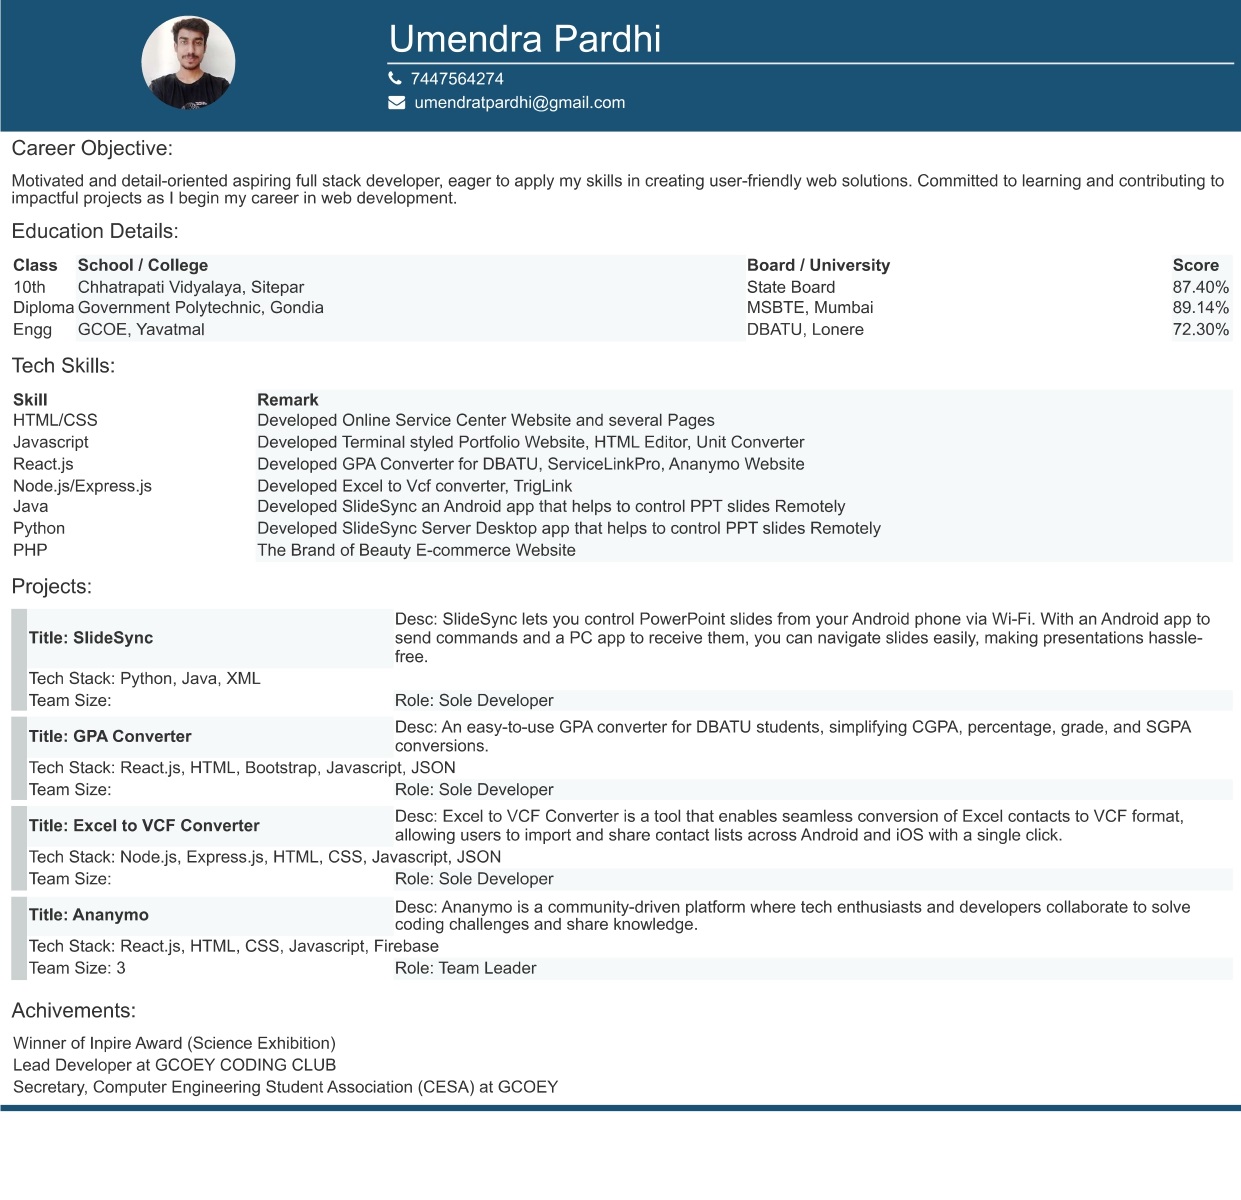 Umendra Pardhi
7447564274
umendratpardhi@gmail.com
Career Objective:
Motivated and detail-oriented aspiring full stack developer, eager to apply my skills in creating user-friendly web solutions. Committed to learning and contributing to
impactful projects as I begin my career in web development.
Education Details:
Class School / College Board / University Score
10th Chhatrapati Vidyalaya, Sitepar State Board 87.40%
Diploma Government Polytechnic, Gondia MSBTE, Mumbai 89.14%
Engg GCOE, Yavatmal DBATU, Lonere 72.30%
Tech Skills:
Skill Remark
HTML/CSS Developed Online Service Center Website and several Pages
Javascript Developed Terminal styled Portfolio Website, HTML Editor, Unit Converter
React.js Developed GPA Converter for DBATU, ServiceLinkPro, Ananymo Website
Node.js/Express.js Developed Excel to Vcf converter, TrigLink
Java Developed SlideSync an Android app that helps to control PPT slides Remotely
Python Developed SlideSync Server Desktop app that helps to control PPT slides Remotely
PHP The Brand of Beauty E-commerce Website
Projects:
Title: SlideSync
Desc: SlideSync lets you control PowerPoint slides from your Android phone via Wi-Fi. With an Android app to
send commands and a PC app to receive them, you can navigate slides easily, making presentations hassle-
free.
Tech Stack: Python, Java, XML
Team Size: Role: Sole Developer
Title: GPA Converter
Desc: An easy-to-use GPA converter for DBATU students, simplifying CGPA, percentage, grade, and SGPA
conversions.
Tech Stack: React.js, HTML, Bootstrap, Javascript, JSON
Team Size: Role: Sole Developer
Title: Excel to VCF Converter
Desc: Excel to VCF Converter is a tool that enables seamless conversion of Excel contacts to VCF format,
allowing users to import and share contact lists across Android and iOS with a single click.
Tech Stack: Node.js, Express.js, HTML, CSS, Javascript, JSON
Team Size: Role: Sole Developer
Title: Ananymo
Desc: Ananymo is a community-driven platform where tech enthusiasts and developers collaborate to solve
coding challenges and share knowledge.
Tech Stack: React.js, HTML, CSS, Javascript, Firebase
Team Size: 3 Role: Team Leader
Achivements:
Winner of Inpire Award (Science Exhibition)
Lead Developer at GCOEY CODING CLUB
Secretary, Computer Engineering Student Association (CESA) at GCOEY